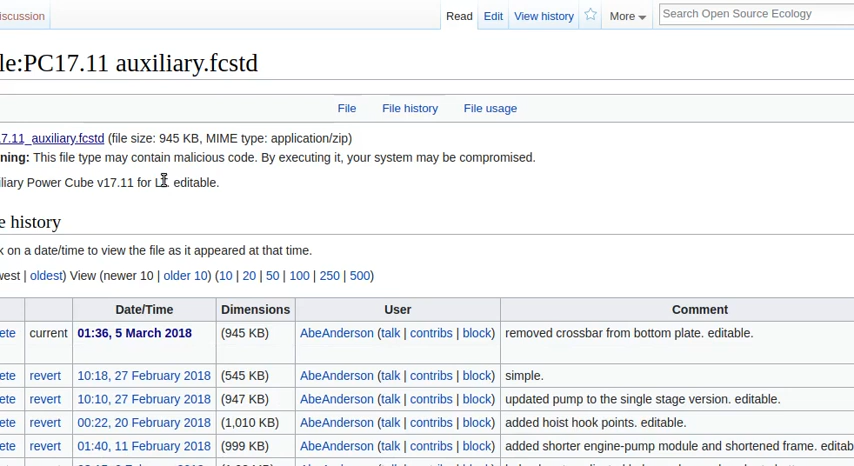 iscussion Read Edit View history More Search Open Source Ecology
le:PC17.11 auxiliary.fcstd
File File history File usage
7.11_auxiliary.fcstd (file size: 945 KB, MIME type: application/zip)
ning: This file type may contain malicious code. By executing it, your system may be compromised.
iliary Power Cube v17.11 for editable.
e history
k on a date/time to view the file as it appeared at that time.
west | oldest) View (newer 10 | older 10) (10 | 20 | 50 | 100 | 250 | 500)
Date/Time Dimensions User Comment
ete current 01:36, 5 March 2018 (945 KB) AbeAnderson (talk | contribs | block) removed crossbar from bottom plate. editable.
ete revert 10:18, 27 February 2018 (545 KB) AbeAnderson (talk | contribs | block) simple.
ete revert 10:10, 27 February 2018 (947 KB) AbeAnderson (talk | contribs | block) updated pump to the single stage version. editable.
ete revert 00:22, 20 February 2018 (1,010 KB) AbeAnderson (talk | contribs | block) added hoist hook points. editable.
ete revert 01:40, 11 February 2018 (999 KB) AbeAnderson (talk | contribs | block) added shorter engine-pump module and shortened frame. editab